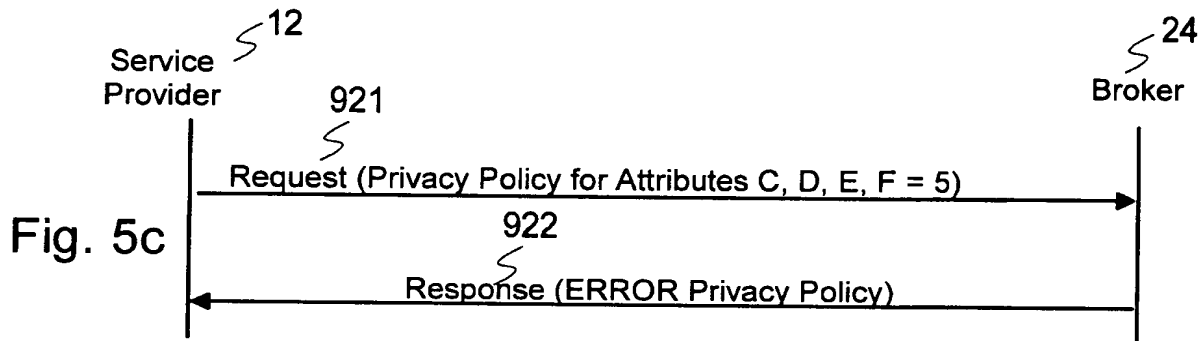 12
Service
Provider
24
Broker
921
Request (Privacy Policy for Attributes C, D, E, F = 5)
Fig. 5c
922
Response (ERROR Privacy Policy)